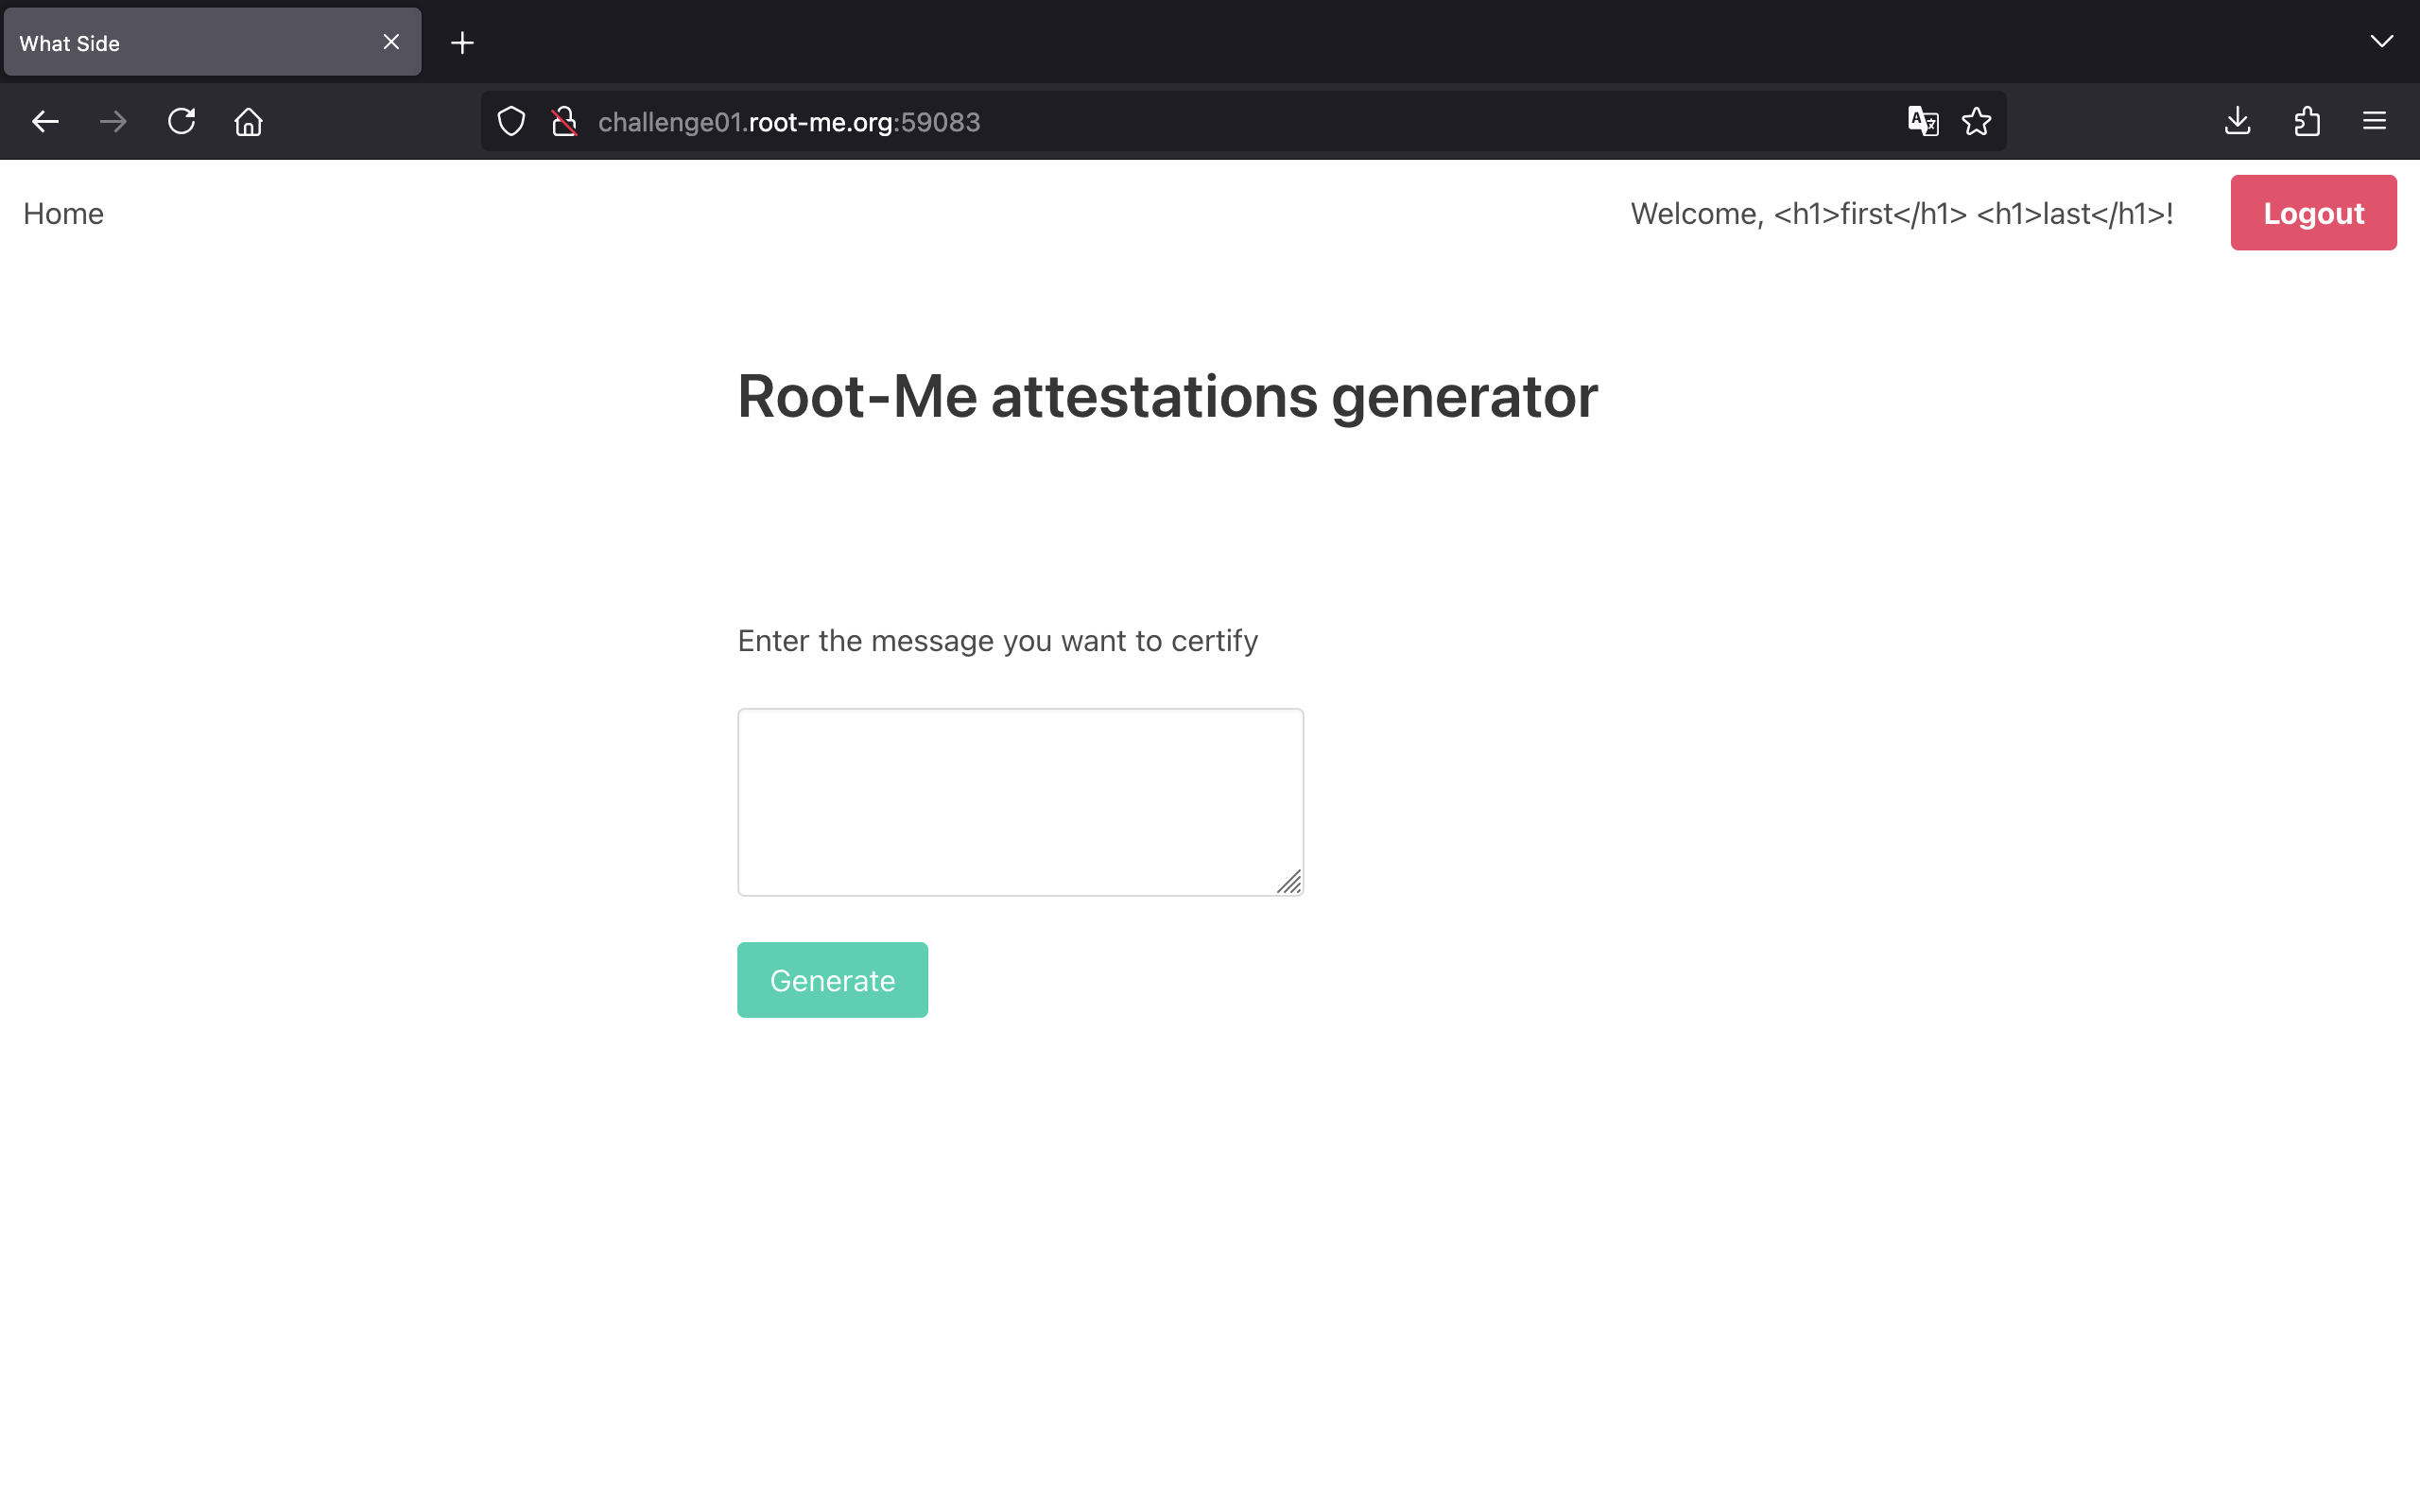 What Side
challenge01.root-me.org:59083
Home
Welcome, <h1>first</h1> <h1>last</h1>!
Logout
Root-Me attestations generator
Enter the message you want to certify
Generate